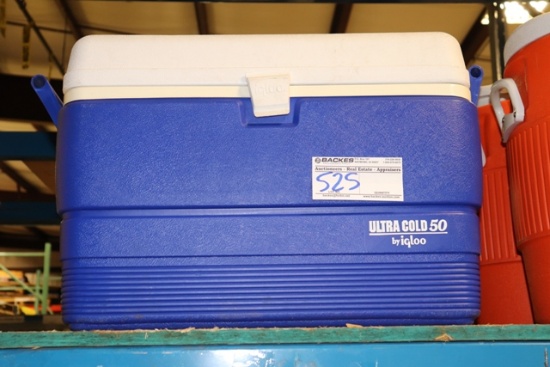 BACKES
Auctioneers - Real Estate - Appraisers
525
ULTRA COLD 50
by igloo